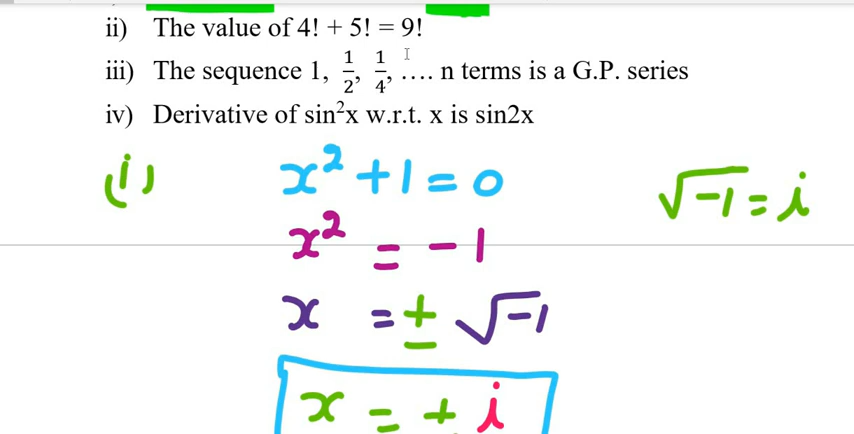 ii) The value of 4! + 5! = 9!
iii) The sequence 1, 1/2, 1/4, .... n terms is a G.P. series
iv) Derivative of sin²x w.r.t. x is sin2x
(i) x² + 1 = 0 √-1 = i
x² = -1
x = ± √-1
x = + i